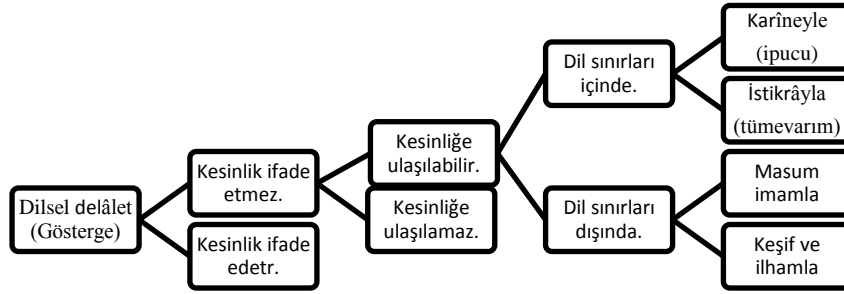 Dilsel delâlet
(Gösterge)
Kesinlik ifade
etmez.
Kesinlik ifade
edetr.
Kesinliğe
ulaşılabilir.
Kesinliğe
ulaşılamaz.
Dil sınırları
içinde.
Dil sınırları
dışında.
Karîneyle
(ipucu)
İstikrâyla
(tümevarım)
Masum
imamla
Keşif ve
ilhamla